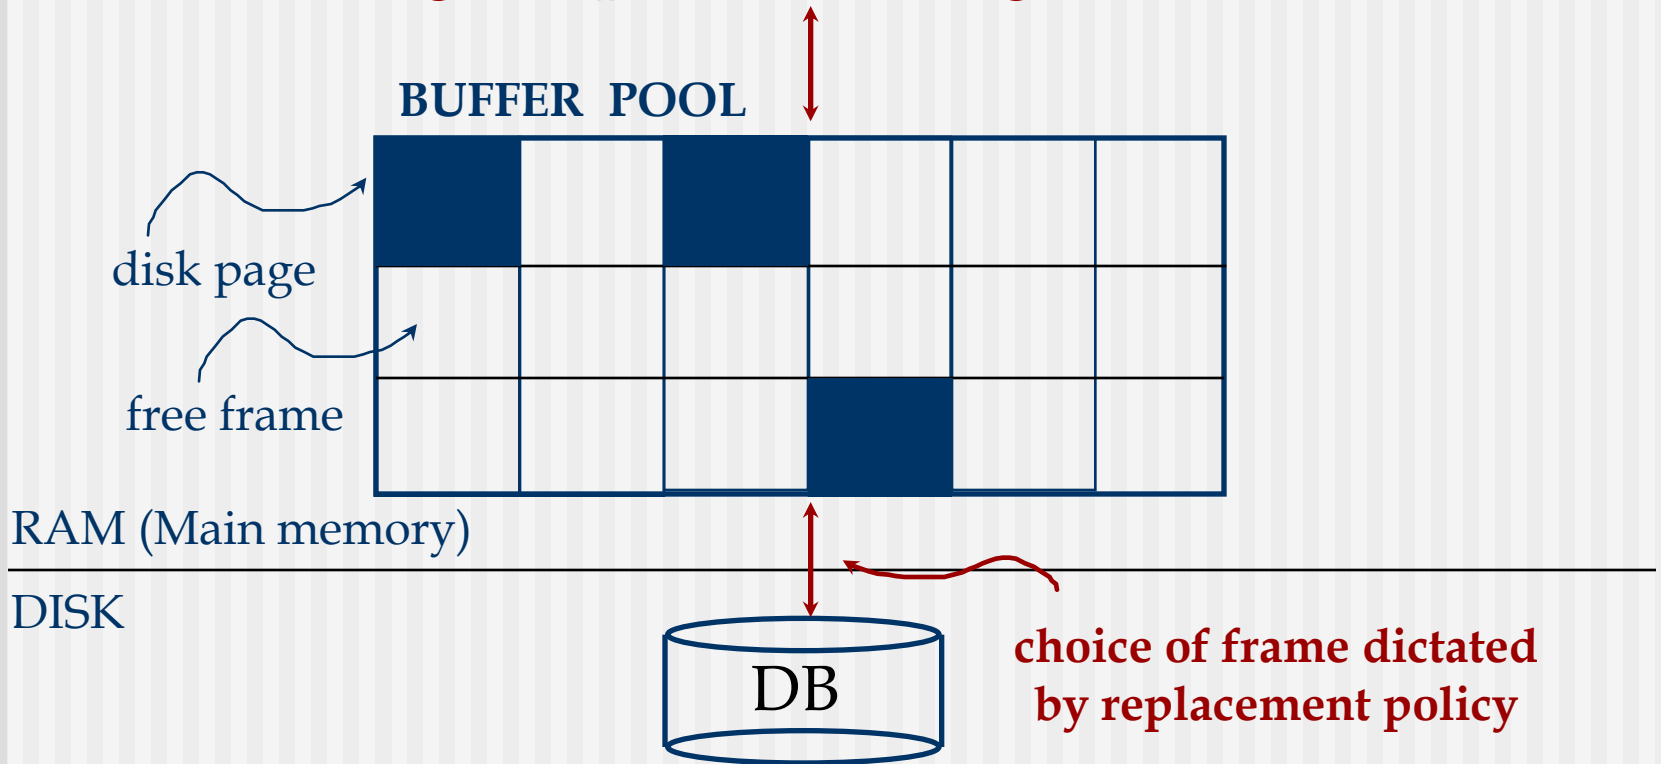 BUFFER POOL
disk page
free frame
RAM (Main memory)
DISK
DB
choice of frame dictated
by replacement policy